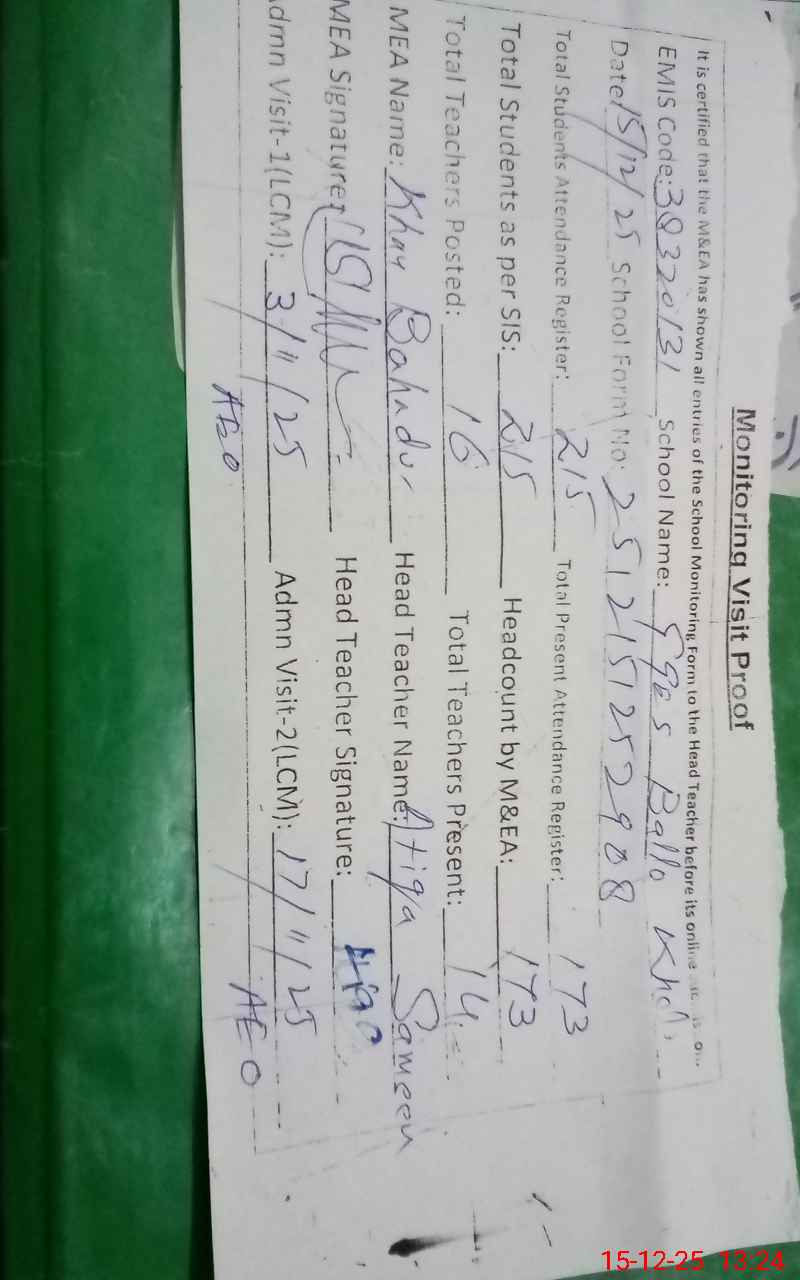 Monitoring Visit Proof
It is certified that the M&EA has shown all entries of the School Monitoring Form to the Head Teacher before its online
EMIS Code: 38320131 School Name: GGES Ballo Khel
Date: 15/12/25 School Form No: 2512151252908
Total Students Attendance Register: 215 Total Present Attendance Register: 173
Total Students as per SIS: 215 Headcount by M&EA: 173
Total Teachers Posted: 16 Total Teachers Present: 14
MEA Name: Khan Bahadur Head Teacher Name: Atiqa Sameen
MEA Signature: Head Teacher Signature: Atiqa
Admn Visit-1(LCM): 3/11/25 Admn Visit-2(LCM): 17/11/25
AEO AEO
15-12-25 13:24